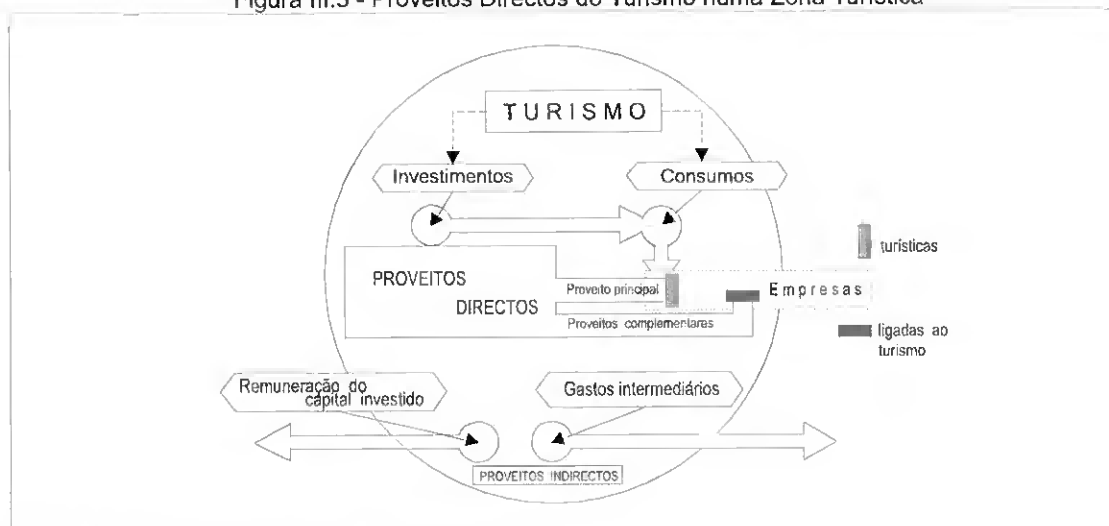 Figura III.3 - Proveitos Directos do Turismo numa Zona Turística
TURISMO
Investimentos
Consumos
turísticas
PROVEITOS
DIRECTOS
Proveito principal
Empresas
Proveitos complementares
ligadas ao
turismo
Remuneração do
capital investido
Gastos intermediários
PROVEITOS INDIRECTOS